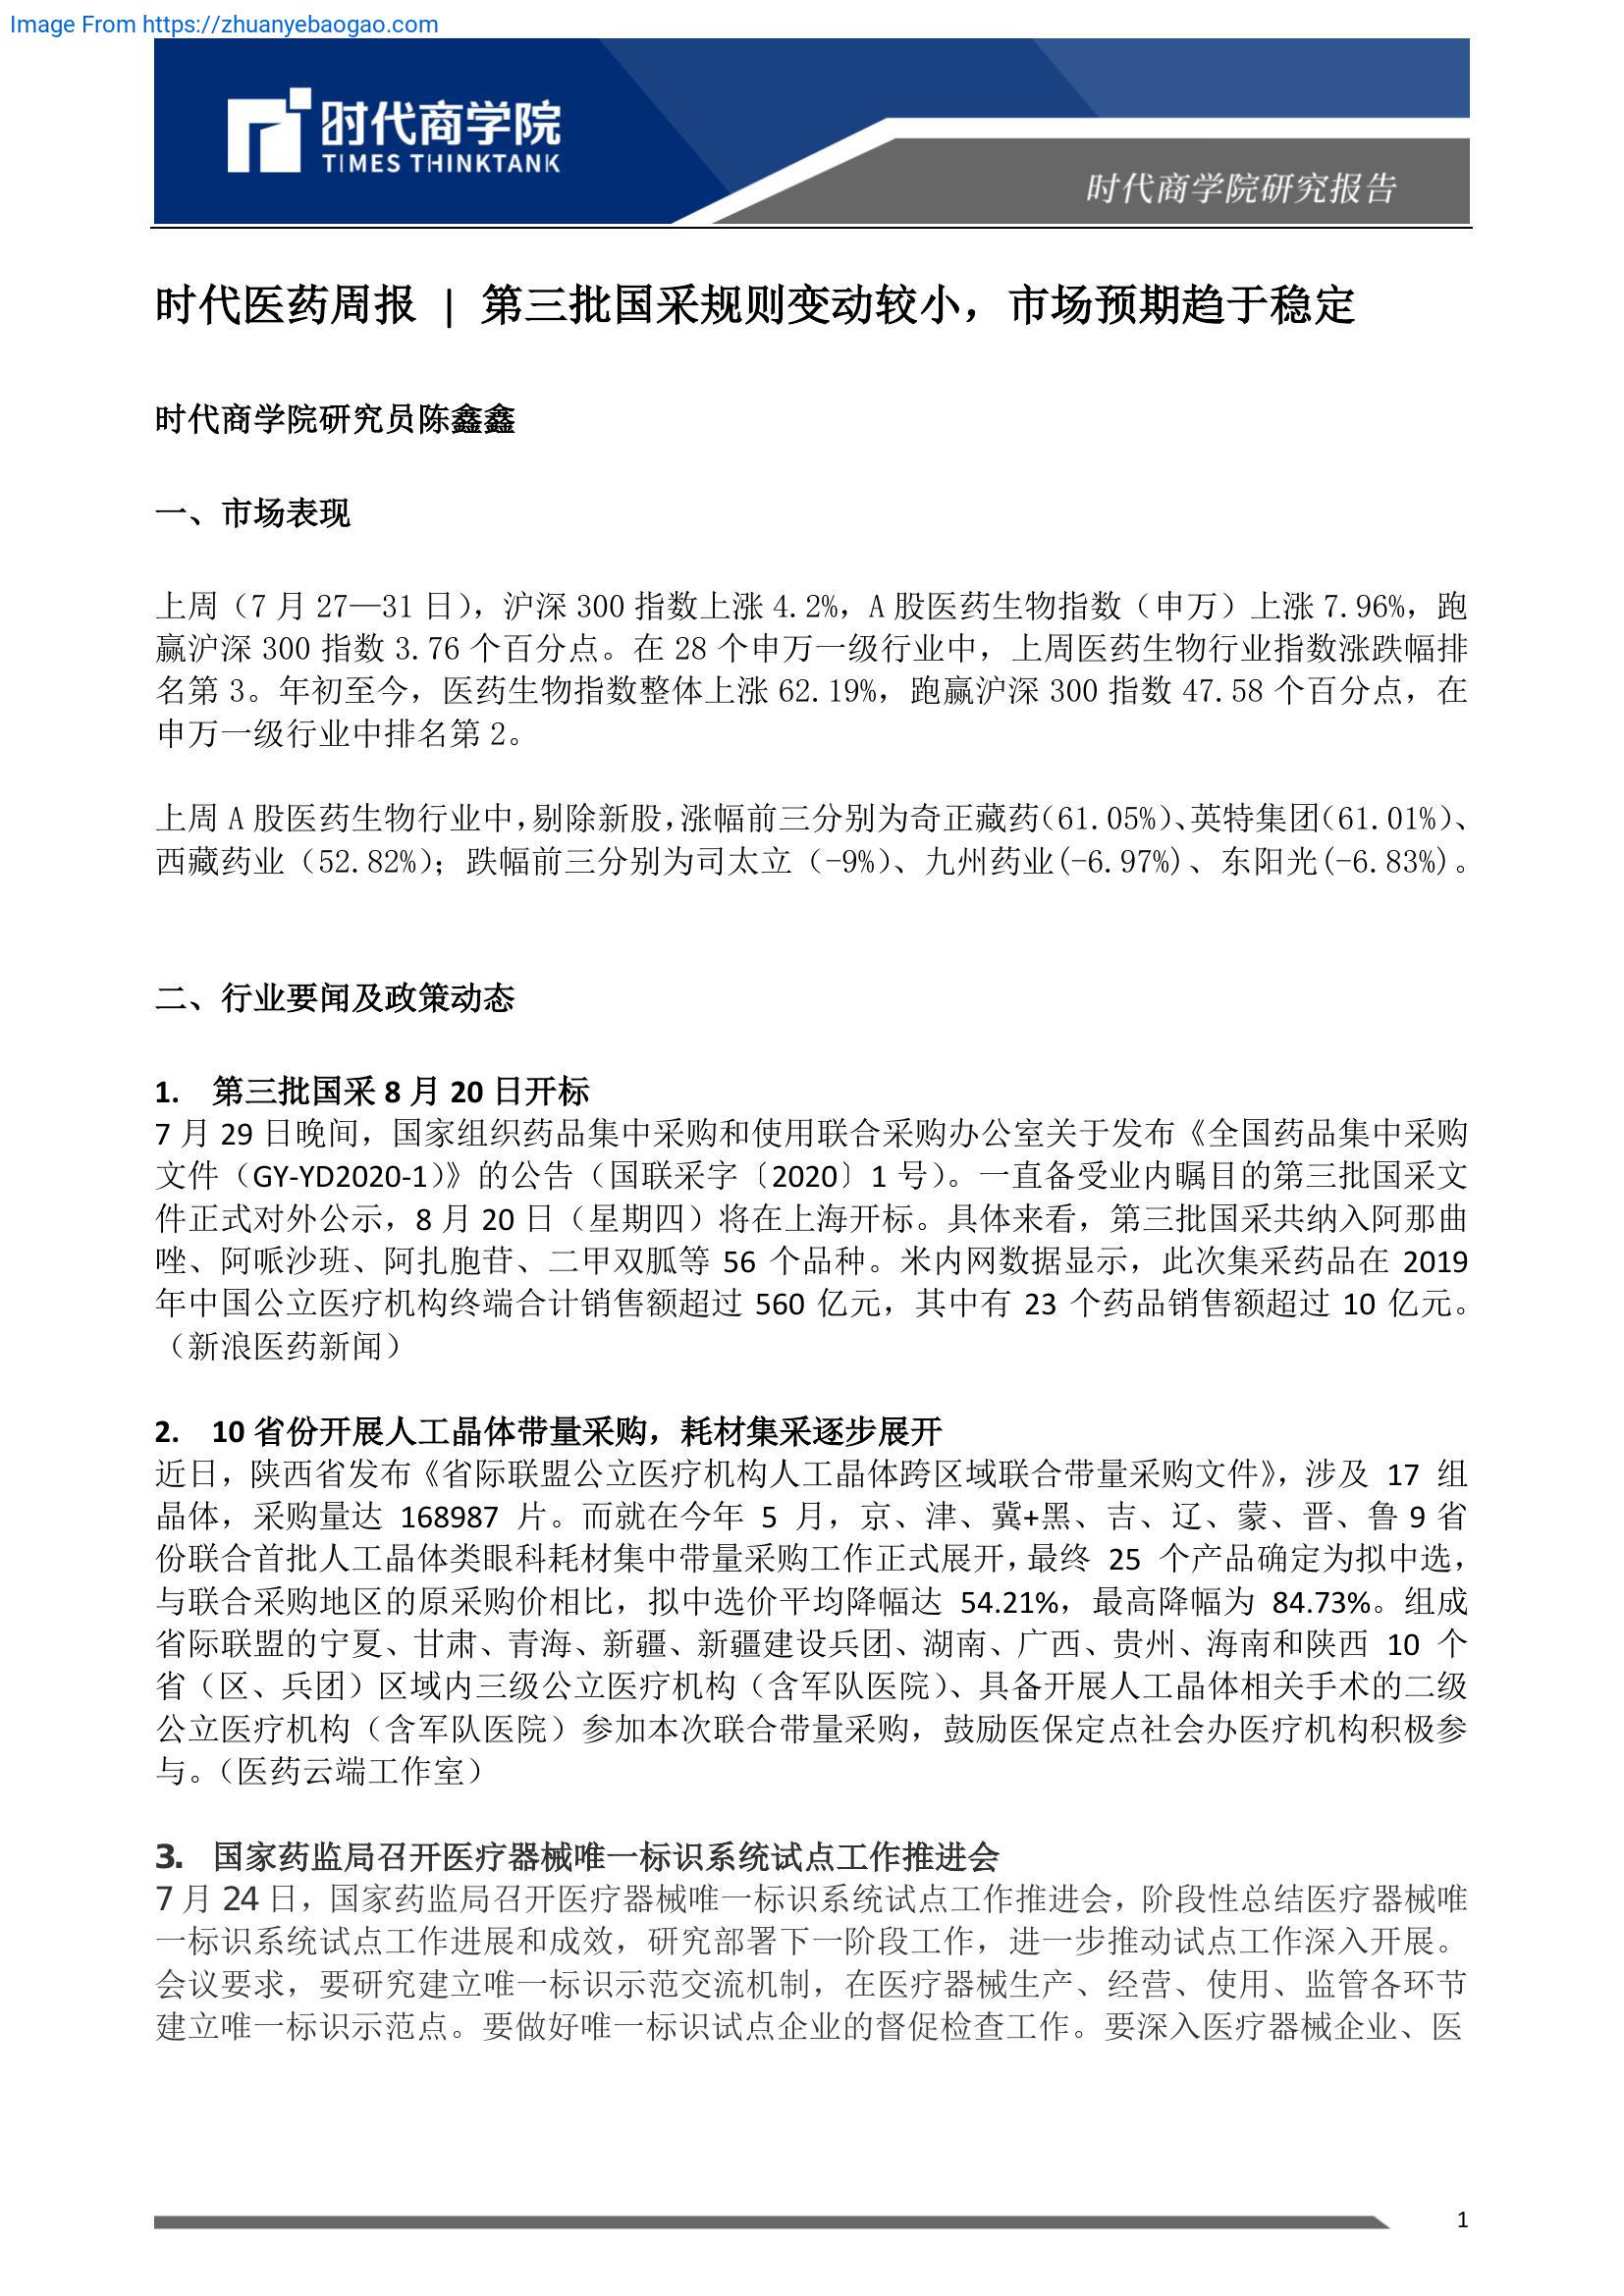 Image From https://zhuanyebaogao.com
时代商学院
TIMES THINKTANK
时代商学院研究报告
时代医药周报 | 第三批国采规则变动较小，市场预期趋于稳定
时代商学院研究员陈鑫鑫
一、市场表现
上周（7 月 27—31 日），沪深 300 指数上涨 4.2%，A 股医药生物指数（申万）上涨 7.96%，跑
赢沪深 300 指数 3.76 个百分点。在 28 个申万一级行业中，上周医药生物行业指数涨跌幅排
名第 3。年初至今，医药生物指数整体上涨 62.19%，跑赢沪深 300 指数 47.58 个百分点，在
申万一级行业中排名第 2。
上周 A 股医药生物行业中，剔除新股，涨幅前三分别为奇正藏药（61.05%）、英特集团（61.01%）、
西藏药业（52.82%）；跌幅前三分别为司太立（-9%）、九州药业(-6.97%)、东阳光(-6.83%)。
二、行业要闻及政策动态
1. 第三批国采 8 月 20 日开标
7 月 29 日晚间，国家组织药品集中采购和使用联合采购办公室关于发布《全国药品集中采购
文件（GY-YD2020-1）》的公告（国联采字〔2020〕1 号）。一直备受业内瞩目的第三批国采文
件正式对外公示，8 月 20 日（星期四）将在上海开标。具体来看，第三批国采共纳入阿那曲
唑、阿哌沙班、阿扎胞苷、二甲双胍等 56 个品种。米内网数据显示，此次集采药品在 2019
年中国公立医疗机构终端合计销售额超过 560 亿元，其中有 23 个药品销售额超过 10 亿元。
（新浪医药新闻）
2. 10 省份开展人工晶体带量采购，耗材集采逐步展开
近日，陕西省发布《省际联盟公立医疗机构人工晶体跨区域联合带量采购文件》，涉及 17 组
晶体，采购量达 168987 片。而就在今年 5 月，京、津、冀+黑、吉、辽、蒙、晋、鲁 9 省
份联合首批人工晶体类眼科耗材集中带量采购工作正式展开，最终 25 个产品确定为拟中选，
与联合采购地区的原采购价相比，拟中选价平均降幅达 54.21%，最高降幅为 84.73%。组成
省际联盟的宁夏、甘肃、青海、新疆、新疆建设兵团、湖南、广西、贵州、海南和陕西 10 个
省（区、兵团）区域内三级公立医疗机构（含军队医院）、具备开展人工晶体相关手术的二级
公立医疗机构（含军队医院）参加本次联合带量采购，鼓励医保定点社会办医疗机构积极参
与。（医药云端工作室）
3. 国家药监局召开医疗器械唯一标识系统试点工作推进会
7 月 24 日，国家药监局召开医疗器械唯一标识系统试点工作推进会，阶段性总结医疗器械唯
一标识系统试点工作进展和成效，研究部署下一阶段工作，进一步推动试点工作深入开展。
会议要求，要研究建立唯一标识示范交流机制，在医疗器械生产、经营、使用、监管各环节
建立唯一标识示范点。要做好唯一标识试点企业的督促检查工作。要深入医疗器械企业、医
1